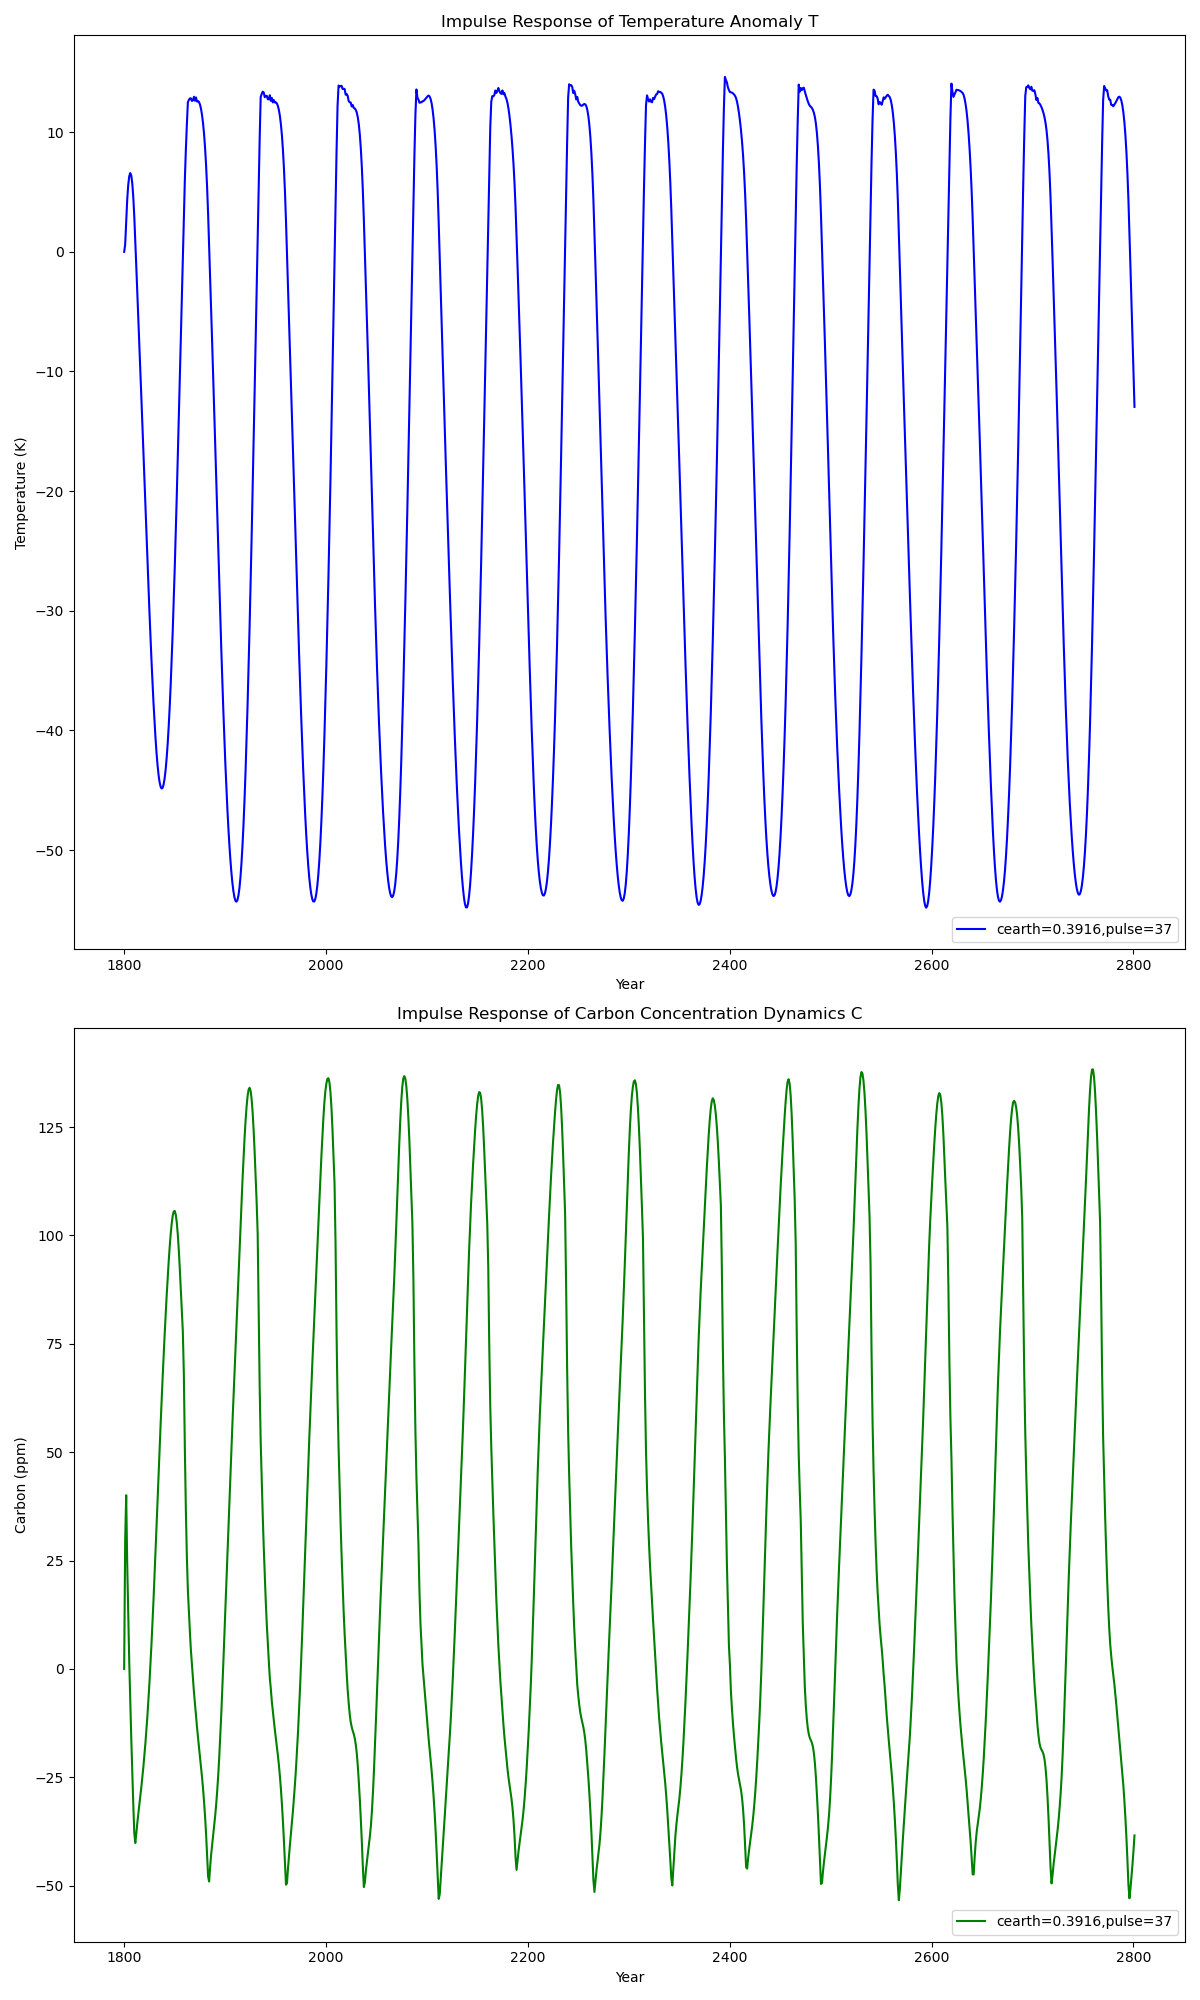 Impulse Response of Temperature Anomaly T
Temperature (K)
10
0
−10
−20
−30
−40
−50
1800 2000 2200 2400 2600 2800
Year
cearth=0.3916,pulse=37
Impulse Response of Carbon Concentration Dynamics C
Carbon (ppm)
125
100
75
50
25
0
−25
−50
1800 2000 2200 2400 2600 2800
Year
cearth=0.3916,pulse=37